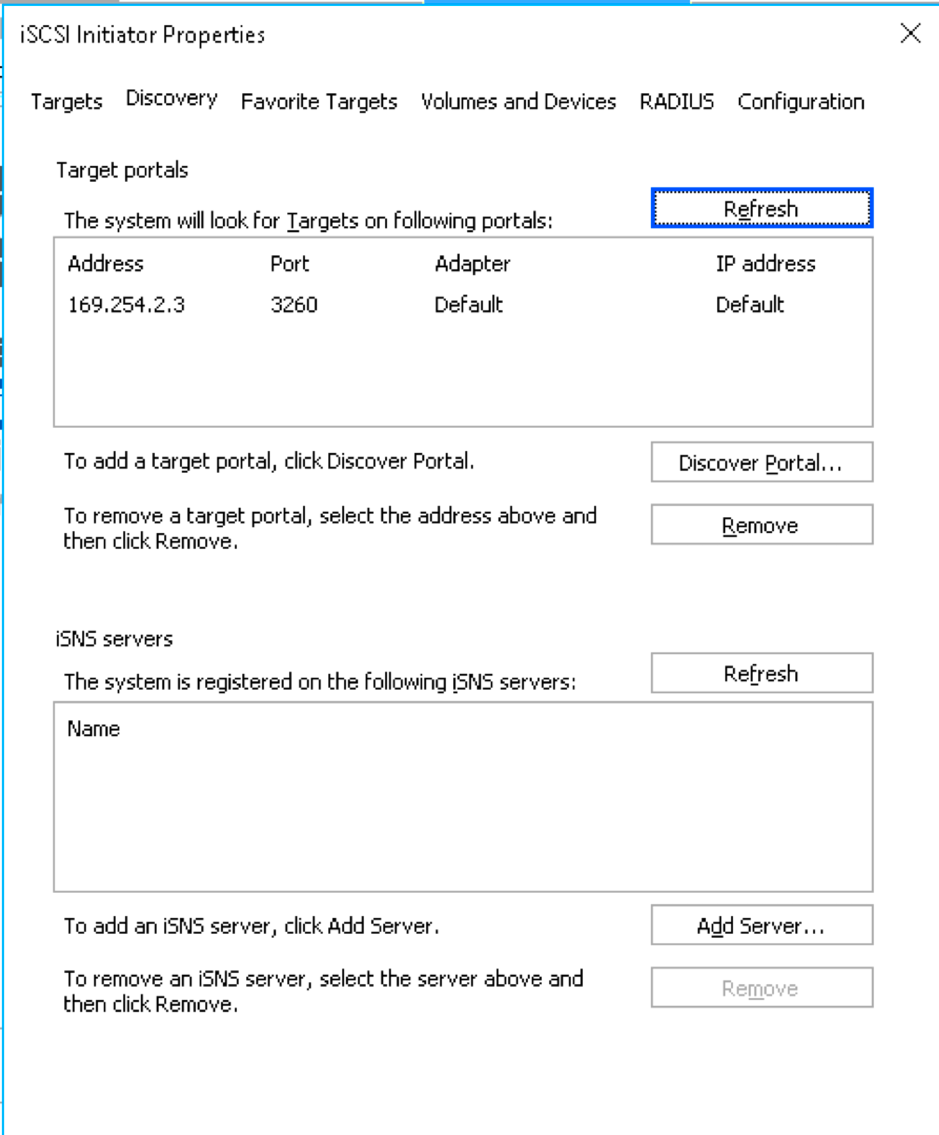 iSCSI Initiator Properties
Targets Discovery Favorite Targets Volumes and Devices RADIUS Configuration
Target portals
The system will look for Targets on following portals:
Refresh
Address Port Adapter IP address
169.254.2.3 3260 Default Default
To add a target portal, click Discover Portal.
Discover Portal...
To remove a target portal, select the address above and
then click Remove.
Remove
iSNS servers
The system is registered on the following iSNS servers:
Refresh
Name
To add an iSNS server, click Add Server.
Add Server...
To remove an iSNS server, select the server above and
then click Remove.
Remove